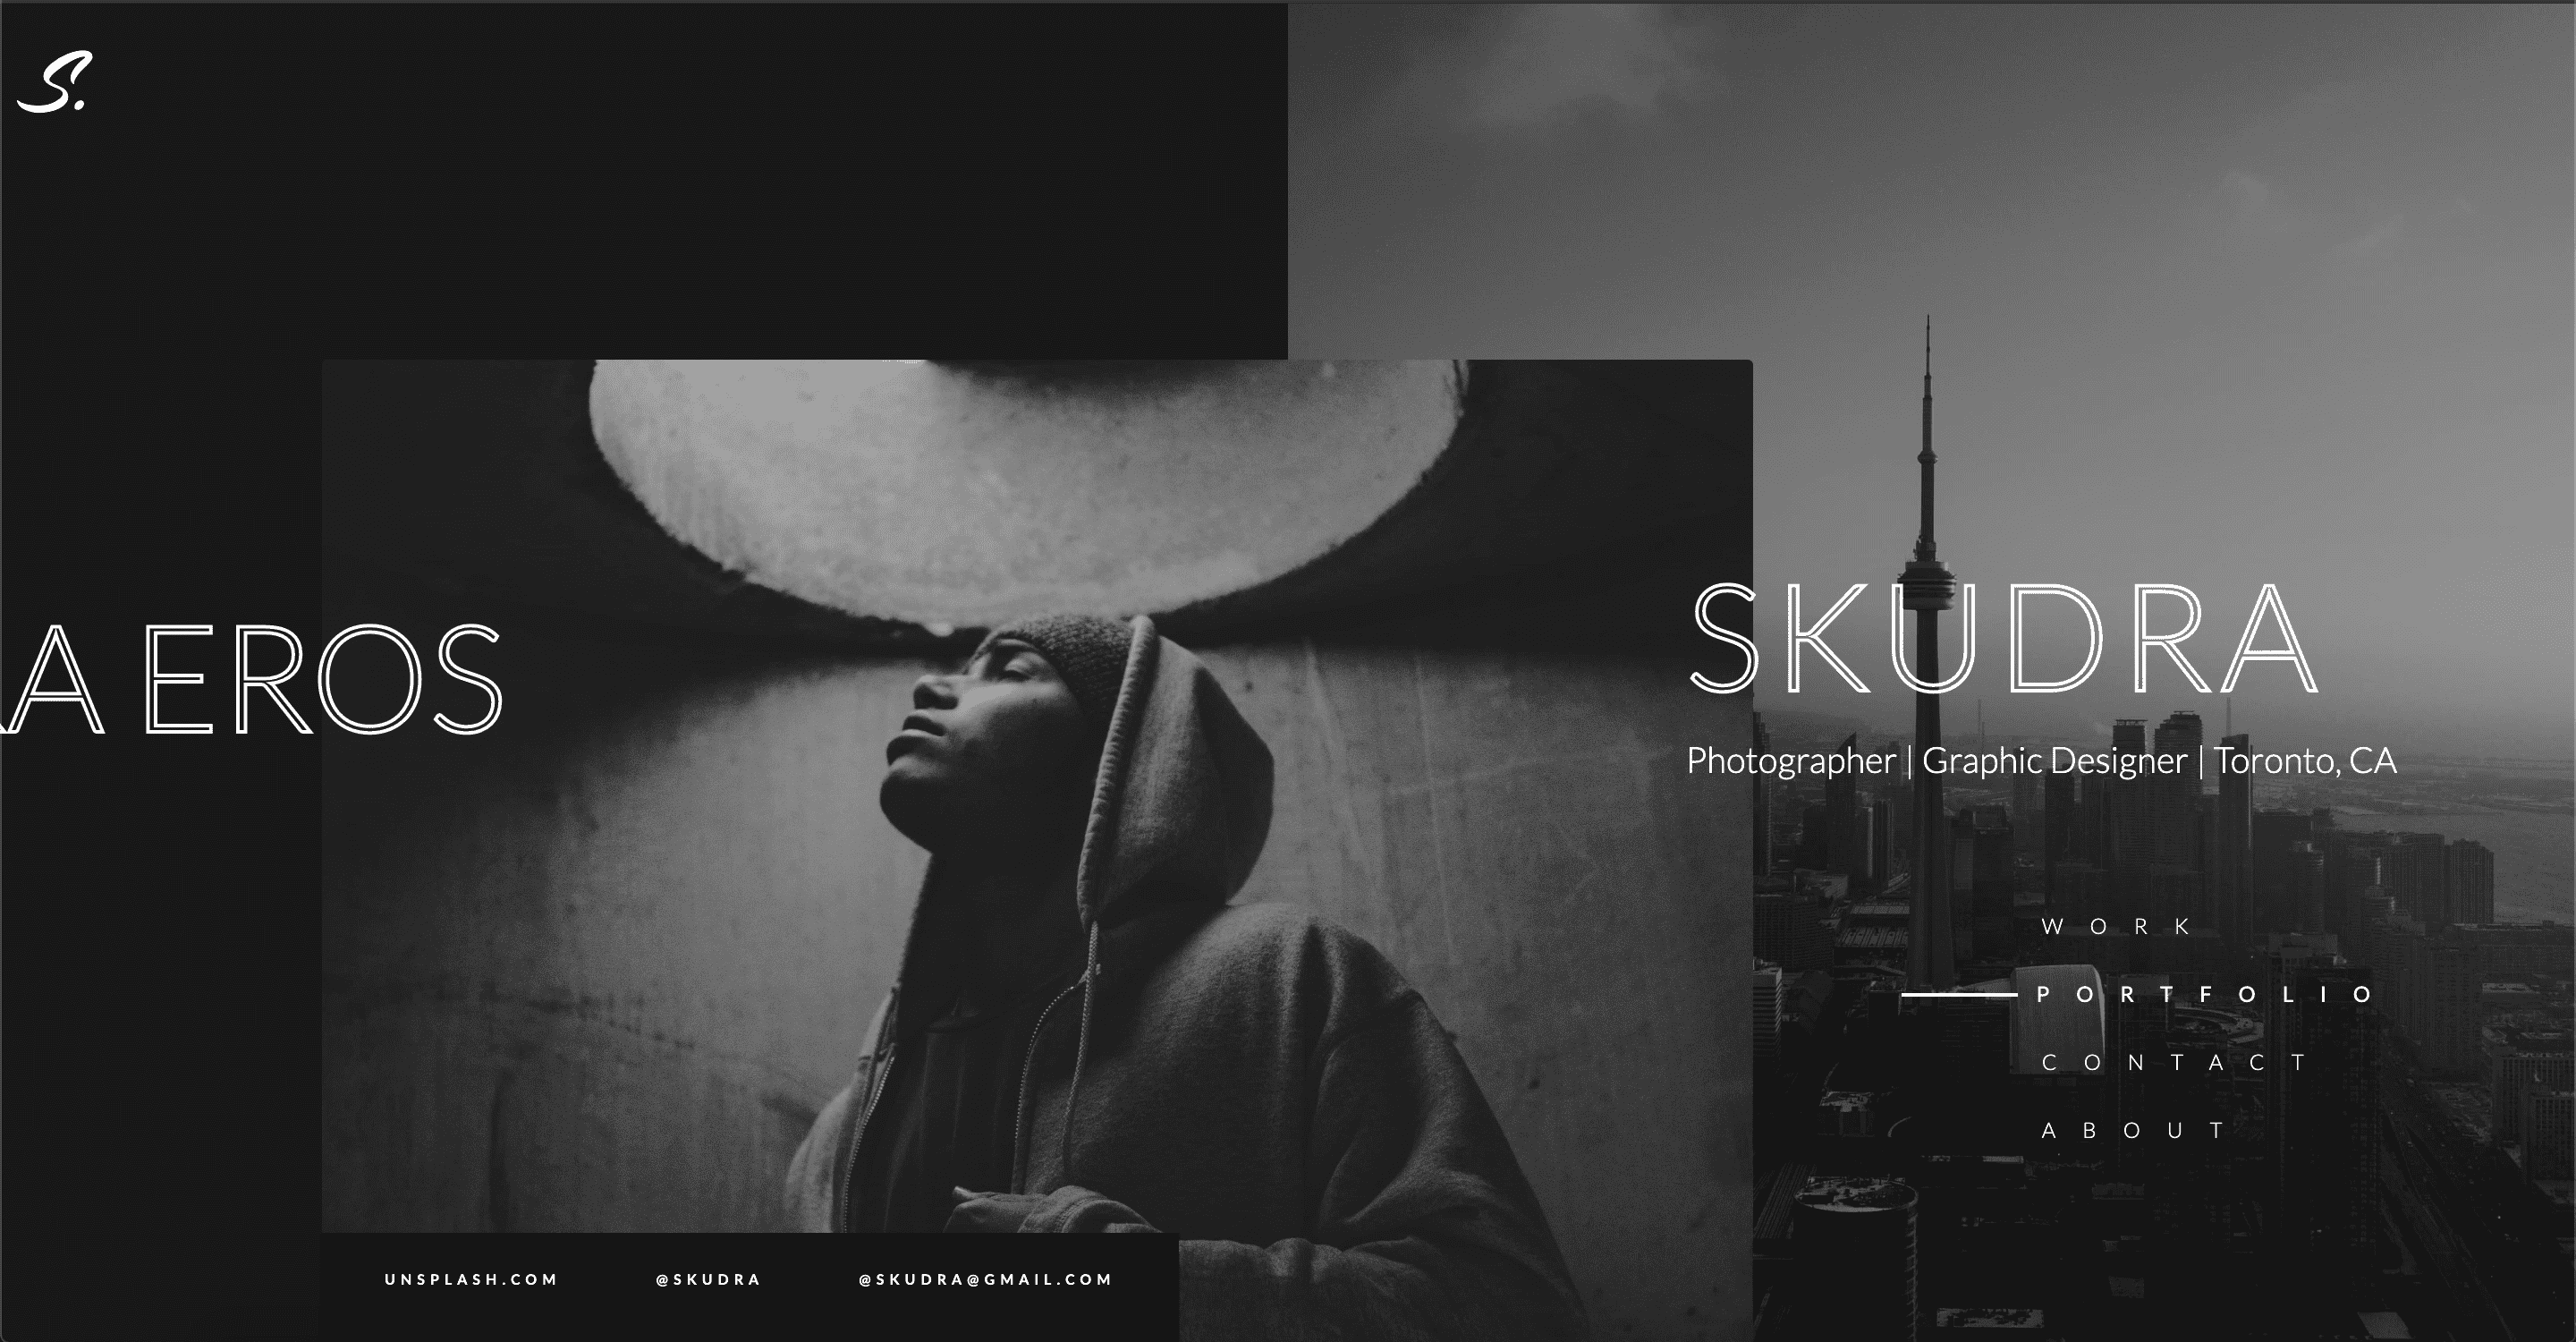 S.
A EROS
SKUDRA
Photographer | Graphic Designer | Toronto, CA
WORK
PORTFOLIO
CONTACT
ABOUT
UNSPLASH.COM @SKUDRA @SKUDRA@GMAIL.COM